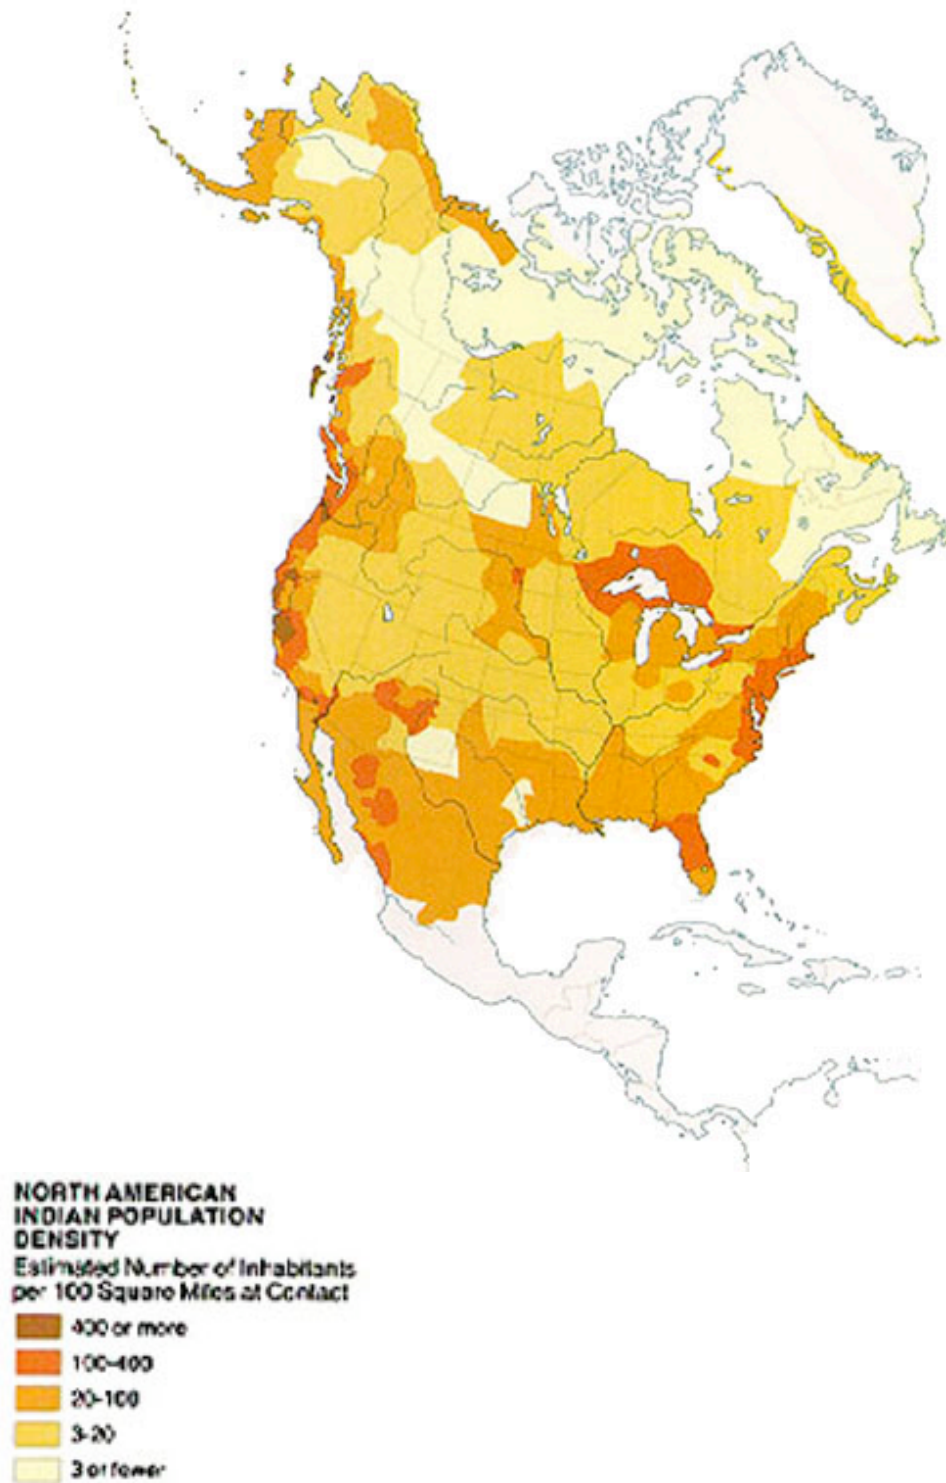 NORTH AMERICAN
INDIAN POPULATION
DENSITY
Estimated Number of Inhabitants
per 100 Square Miles at Contact
400 or more
100-400
20-100
3-20
3 or fewer